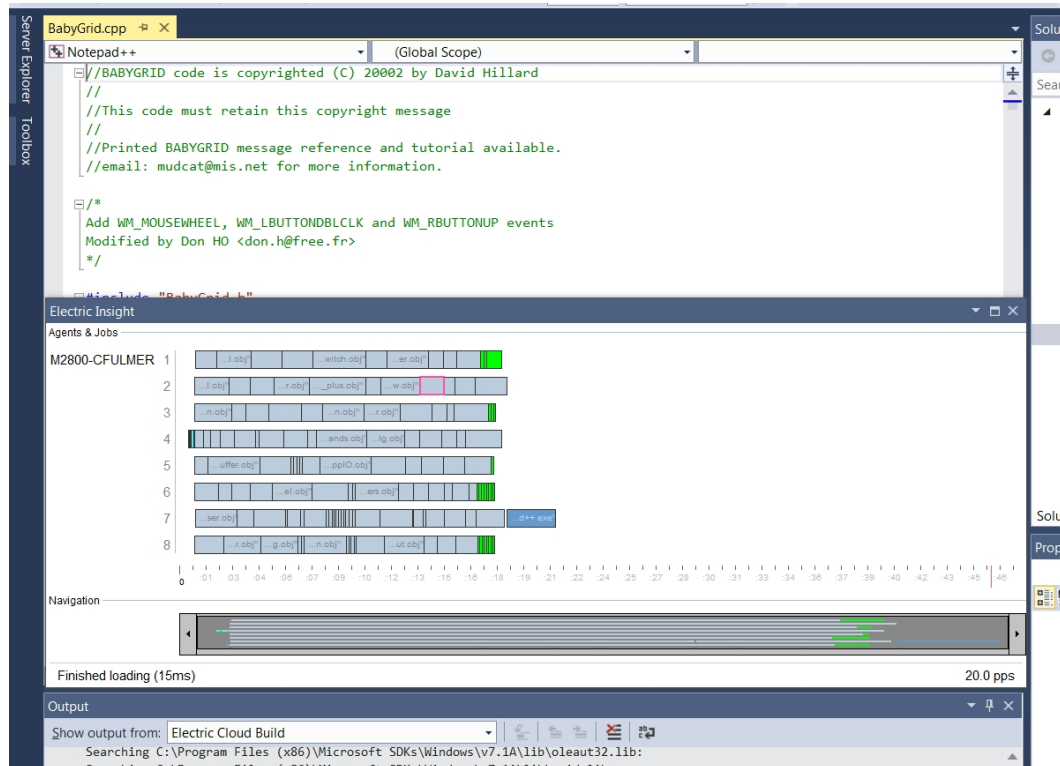 Server Explorer
Toolbox
BabyGrid.cpp
Notepad++
(Global Scope)
//BABYGRID code is copyrighted (C) 20002 by David Hillard
//
//This code must retain this copyright message
//
//Printed BABYGRID message reference and tutorial available.
//email: mudcat@mis.net for more information.
/*
Add WM_MOUSEWHEEL, WM_LBUTTONDBLCLK and WM_RBUTTONUP events
Modified by Don HO <don.h@free.fr>
*/
#include "BabyGrid.h"
Solu
Sear
Electric Insight
Agents & Jobs
M2800-CFULMER 1 ...l.obj" ...witch.obj" ...er.obj"
2 ...l.obj" ...r.obj" ..._plus.obj" ...w.obj"
3 ...n.obj" ...n.obj" ...r.obj"
4 ...ands.obj" ...lg.obj"
5 ...uffer.obj" ...ppIO.obj"
6 ...el.obj" ...ers.obj"
7 ...ser.obj" ...d++.exe"
8 ...r.obj" ...g.obj" ...n.obj" ...ut.obj"
0 :01 :03 :04 :06 :07 :09 :10 :12 :13 :15 :16 :18 :19 :21 :22 :24 :25 :27 :28 :30 :31 :33 :34 :36 :37 :39 :40 :42 :43 :45 :46
Navigation
Finished loading (15ms) 20.0 pps
Solu
Prop
Output
Show output from: Electric Cloud Build
Searching C:\Program Files (x86)\Microsoft SDKs\Windows\v7.1A\lib\oleaut32.lib: